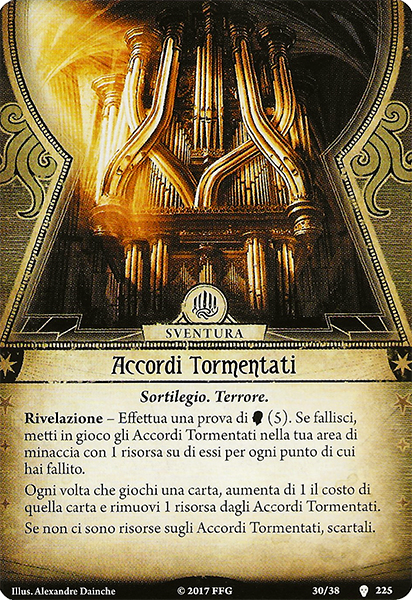 SVENTURA
Accordi Tormentati
Sortilegio. Terrore.
Rivelazione – Effettua una prova di (5). Se fallisci,
metti in gioco gli Accordi Tormentati nella tua area di
minaccia con 1 risorsa su di essi per ogni punto di cui
hai fallito.
Ogni volta che giochi una carta, aumenta di 1 il costo di
quella carta e rimuovi 1 risorsa dagli Accordi Tormentati.
Se non ci sono risorse sugli Accordi Tormentati, scartali.
Illus. Alexandre Dainche © 2017 FFG 30/38 225